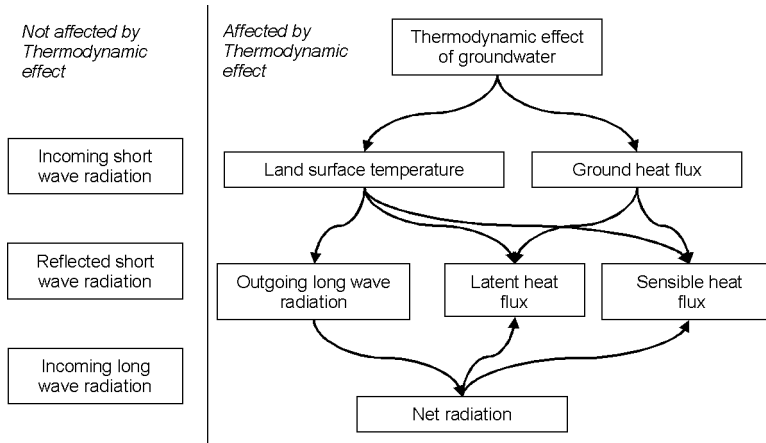 Not affected by
Thermodynamic
effect
Incoming short
wave radiation
Reflected short
wave radiation
Incoming long
wave radiation
Affected by
Thermodynamic
effect
Thermodynamic effect
of groundwater
Land surface temperature
Ground heat flux
Outgoing long wave
radiation
Latent heat
flux
Sensible heat
flux
Net radiation